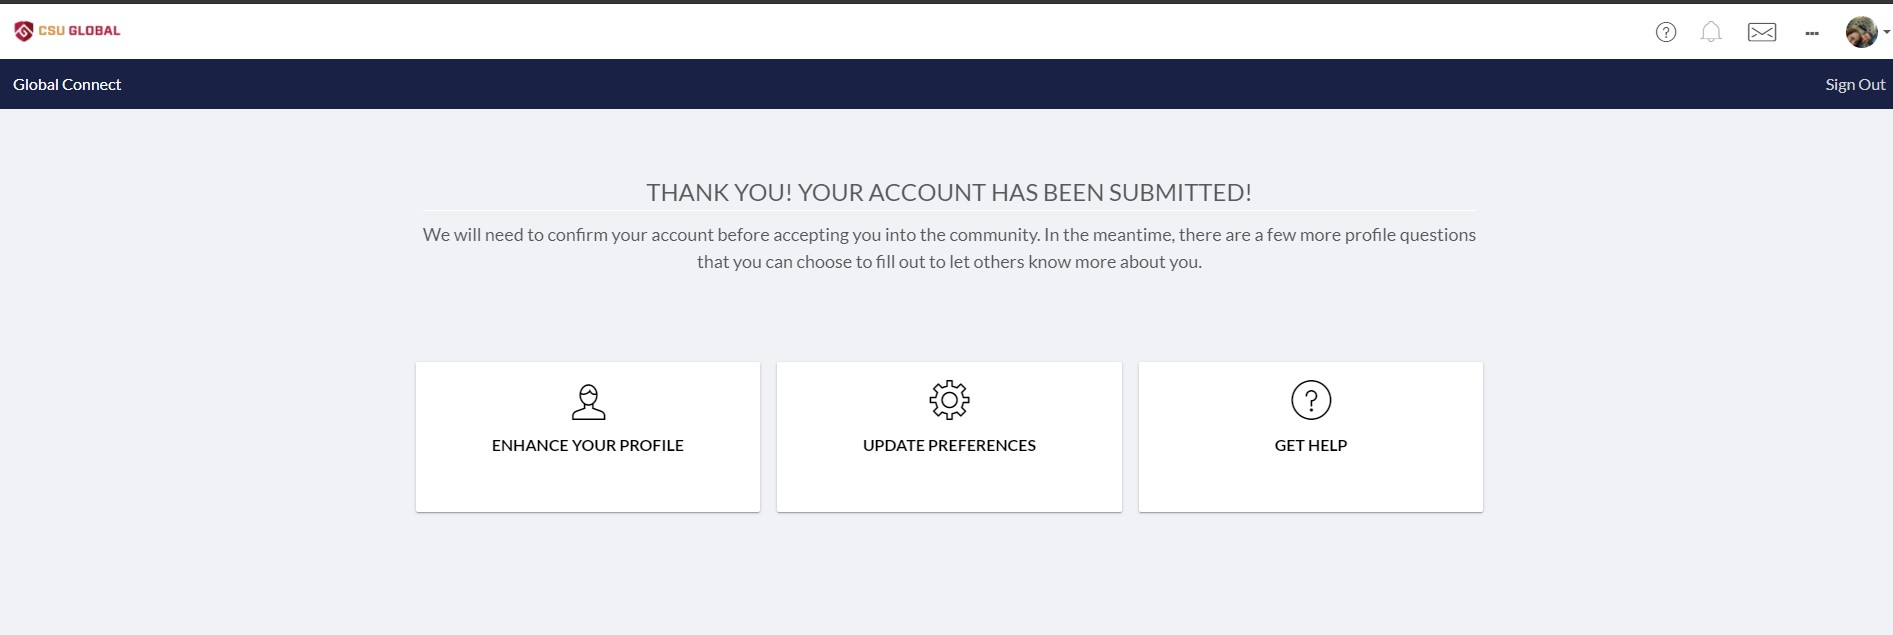 CSU GLOBAL
Global Connect
Sign Out
THANK YOU! YOUR ACCOUNT HAS BEEN SUBMITTED!
We will need to confirm your account before accepting you into the community. In the meantime, there are a few more profile questions
that you can choose to fill out to let others know more about you.
ENHANCE YOUR PROFILE
UPDATE PREFERENCES
GET HELP